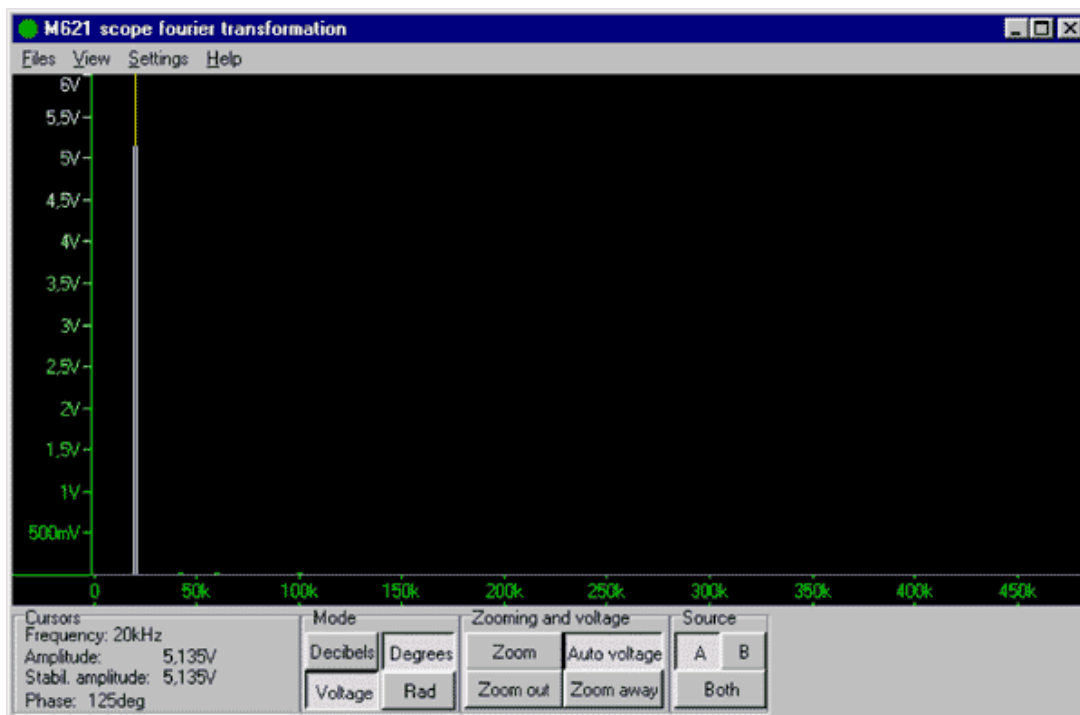 M621 scope fourier transformation
Files View Settings Help
6V
5,5V
5V
4,5V
4V
3,5V
3V
2,5V
2V
1,5V
1V
500mV
0 50k 100k 150k 200k 250k 300k 350k 400k 450k
Cursors
Frequency: 20kHz
Amplitude: 5,135V
Stabil. amplitude: 5,135V
Phase: 125deg
Mode
Decibels Degrees
Voltage Rad
Zooming and voltage
Zoom Auto voltage
Zoom out Zoom away
Source
A B
Both